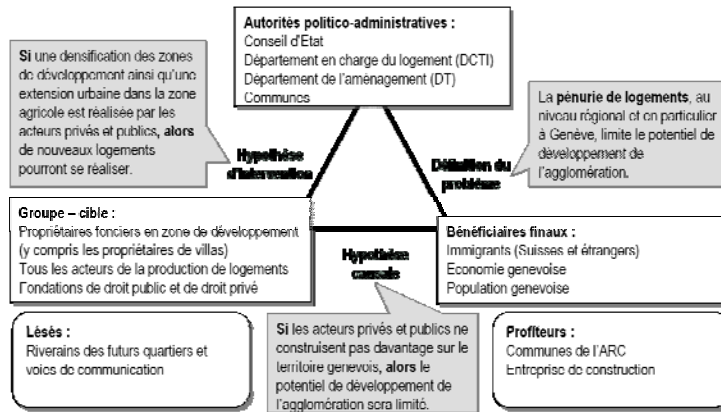 Autorités politico-administratives :
Conseil d'Etat
Département en charge du logement (DCTI)
Département de l'aménagement (DT)
Communes
Si une densification des zones
de développement ainsi qu'une
extension urbaine dans la zone
agricole est réalisée par les
acteurs privés et publics, alors
de nouveaux logements
pourront se réaliser.
La pénurie de logements, au
niveau régional et en particulier
à Genève, limite le potentiel de
développement de
l'agglomération.
Hypothèse
d'intervention
Définition du
problème
Groupe – cible :
Propriétaires fonciers en zone de développement
(y compris les propriétaires de villas)
Tous les acteurs de la production de logements
Fondations de droit public et de droit privé
Hypothèse
causale
Bénéficiaires finaux :
Immigrants (Suisses et étrangers)
Economie genevoise
Population genevoise
Lésés :
Riverains des futurs quartiers et
voies de communication
Si les acteurs privés et publics ne
construisent pas davantage sur le
territoire genevois, alors le
potentiel de développement de
l'agglomération sera limité.
Profiteurs :
Communes de l'ARC
Entreprise de construction